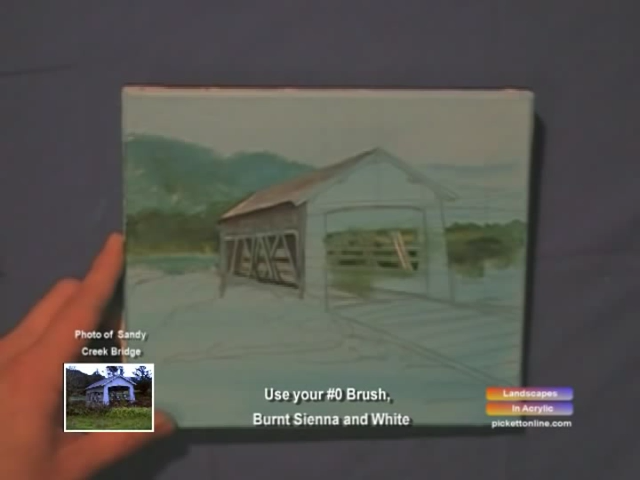 Photo of Sandy
Creek Bridge
Use your #0 Brush,
Burnt Sienna and White
Landscapes
In Acrylic
pickettonline.com